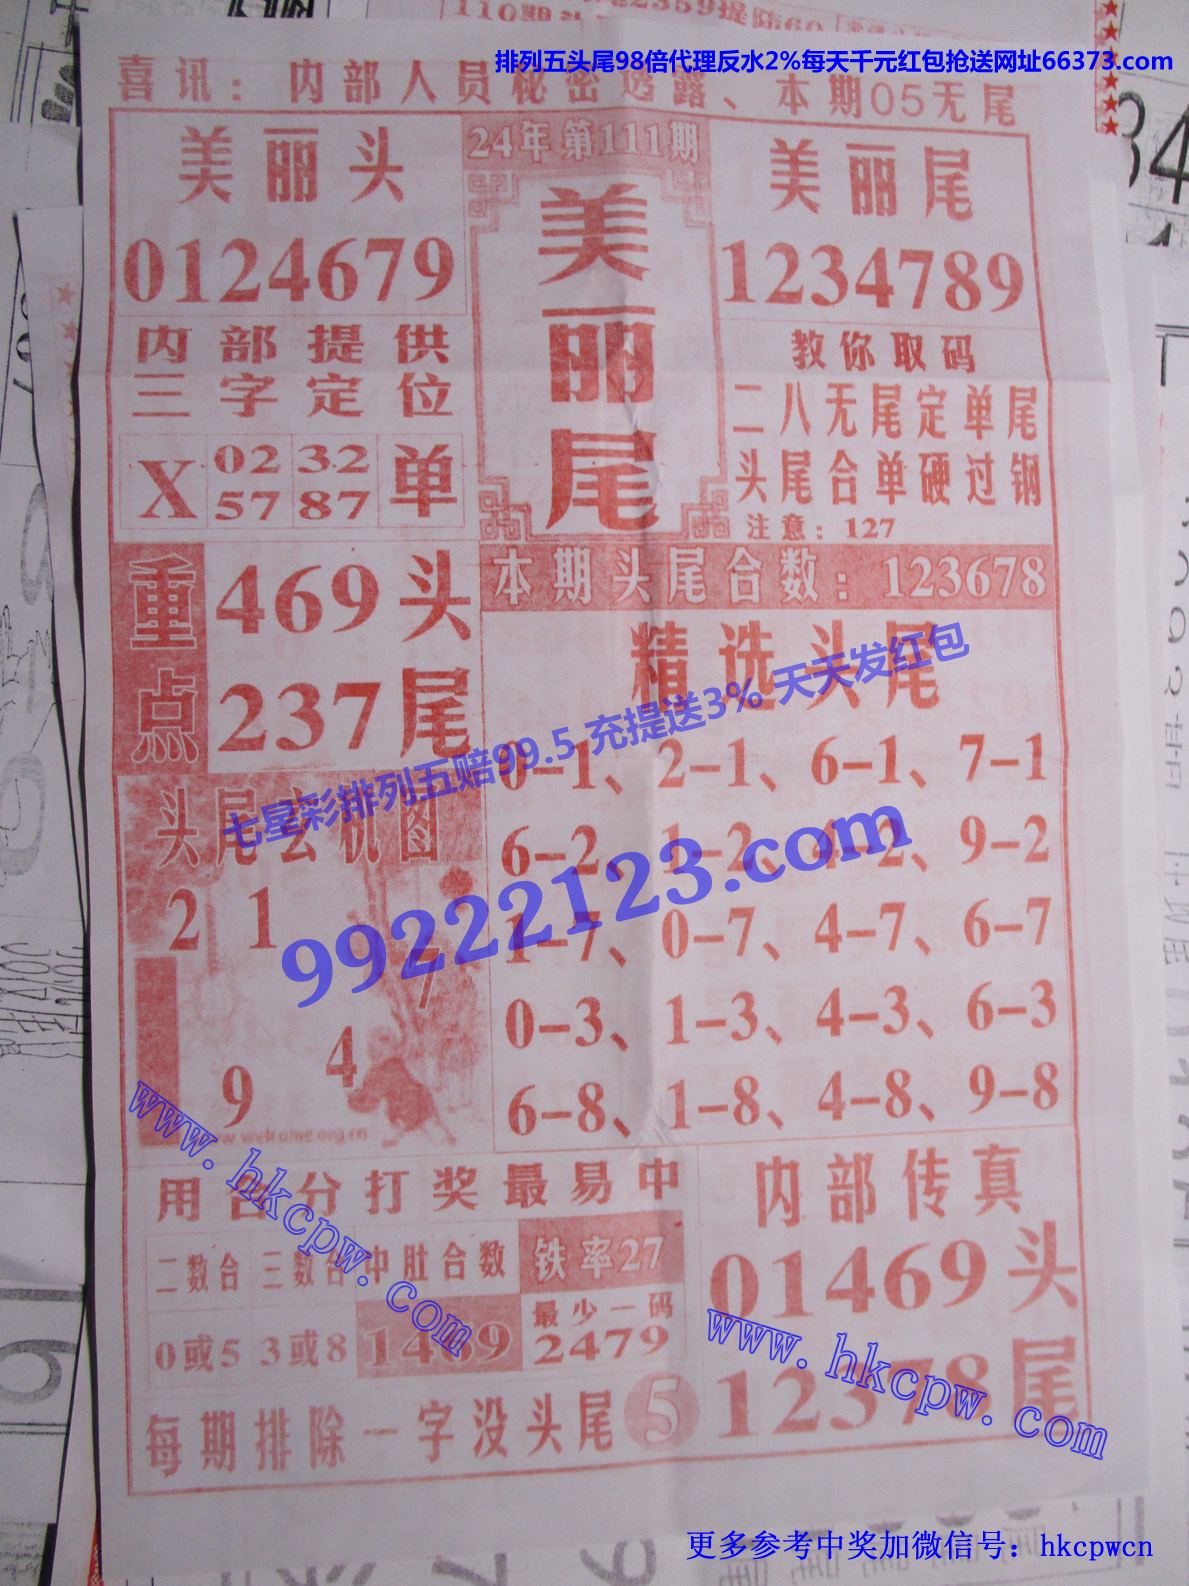 排列五头尾98倍代理反水2%每天千元红包抢送网址66373.com
喜讯：内部人员秘密透露、本期05无尾
美丽头
0124679
24年第111期
美丽尾
美丽尾
1234789
内部提供
三字定位
X 02 32 单
57 87
教你取码
二八无尾定单尾
头尾合单硬过钢
注意：127
重点
469头
237尾
本期头尾合数：123678
精选头尾
0-1、2-1、6-1、7-1
6-2、1-2、4-2、9-2
1-7、0-7、4-7、6-7
0-3、1-3、4-3、6-3
6-8、1-8、4-8、9-8
七星彩排列五赔99.5 充提送3% 天天发红包
99222123.com
头尾玄机图
2 1
7
4
9
www.hkcpw.com
用合分打奖最易中
二数合 三数合 中肚合数 铁率27
0或5 3或8 1469 最少一码
2479
每期排除一字没头尾 5
内部传真
01469头
12378尾
www.hkcpw.com
更多参考中奖加微信号：hkcpwcn